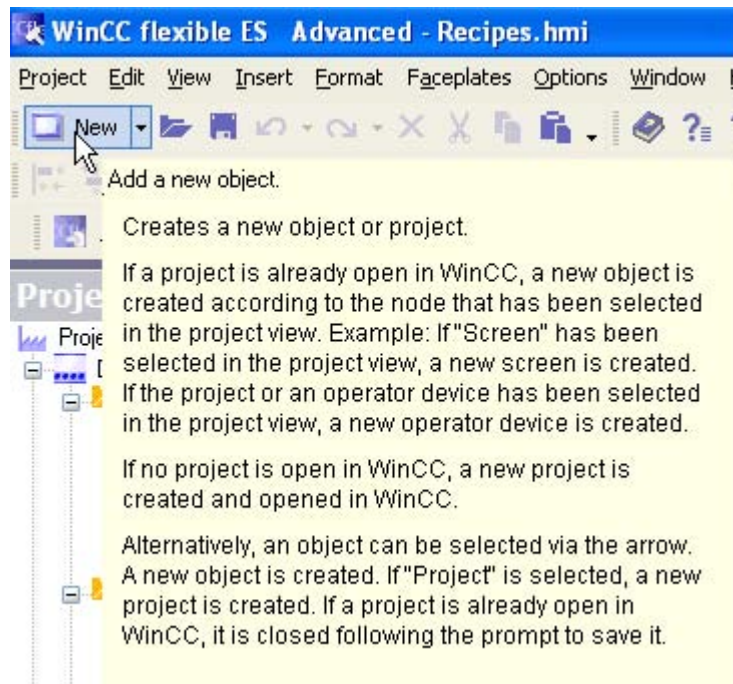 WinCC flexible ES Advanced - Recipes.hmi
Project Edit View Insert Format Faceplates Options Window
New
Add a new object.
Creates a new object or project.
If a project is already open in WinCC, a new object is
created according to the node that has been selected
in the project view. Example: If "Screen" has been
selected in the project view, a new screen is created.
If the project or an operator device has been selected
in the project view, a new operator device is created.
If no project is open in WinCC, a new project is
created and opened in WinCC.
Alternatively, an object can be selected via the arrow.
A new object is created. If "Project" is selected, a new
project is created. If a project is already open in
WinCC, it is closed following the prompt to save it.